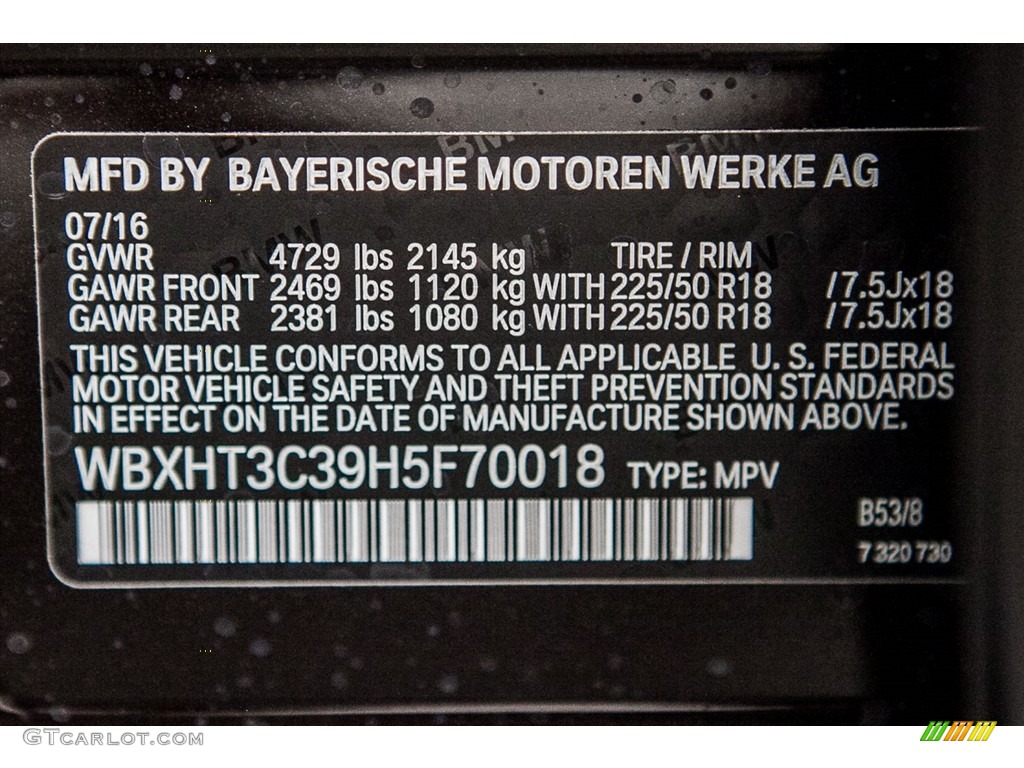 MFD BY BAYERISCHE MOTOREN WERKE AG
07/16
GVWR 4729 lbs 2145 kg TIRE / RIM
GAWR FRONT 2469 lbs 1120 kg WITH 225/50 R18 /7.5Jx18
GAWR REAR 2381 lbs 1080 kg WITH 225/50 R18 /7.5Jx18
THIS VEHICLE CONFORMS TO ALL APPLICABLE U. S. FEDERAL
MOTOR VEHICLE SAFETY AND THEFT PREVENTION STANDARDS
IN EFFECT ON THE DATE OF MANUFACTURE SHOWN ABOVE.
WBXHT3C39H5F70018 TYPE: MPV
B53/8
7 320 730
GTCARLOT.COM